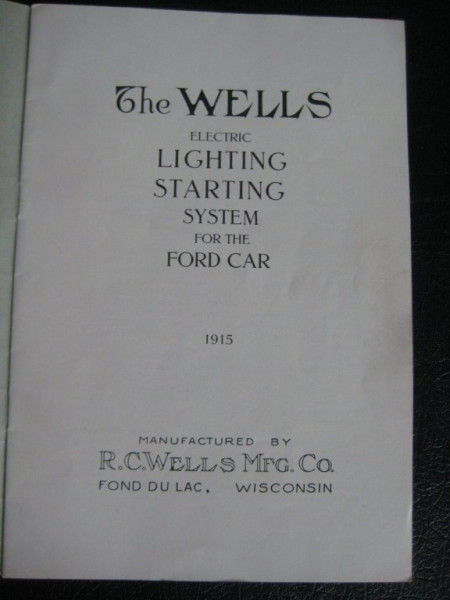 The WELLS
ELECTRIC
LIGHTING
STARTING
SYSTEM
FOR THE
FORD CAR
1915
MANUFACTURED BY
R.C. WELLS MFG. CO.
FOND DU LAC, WISCONSIN